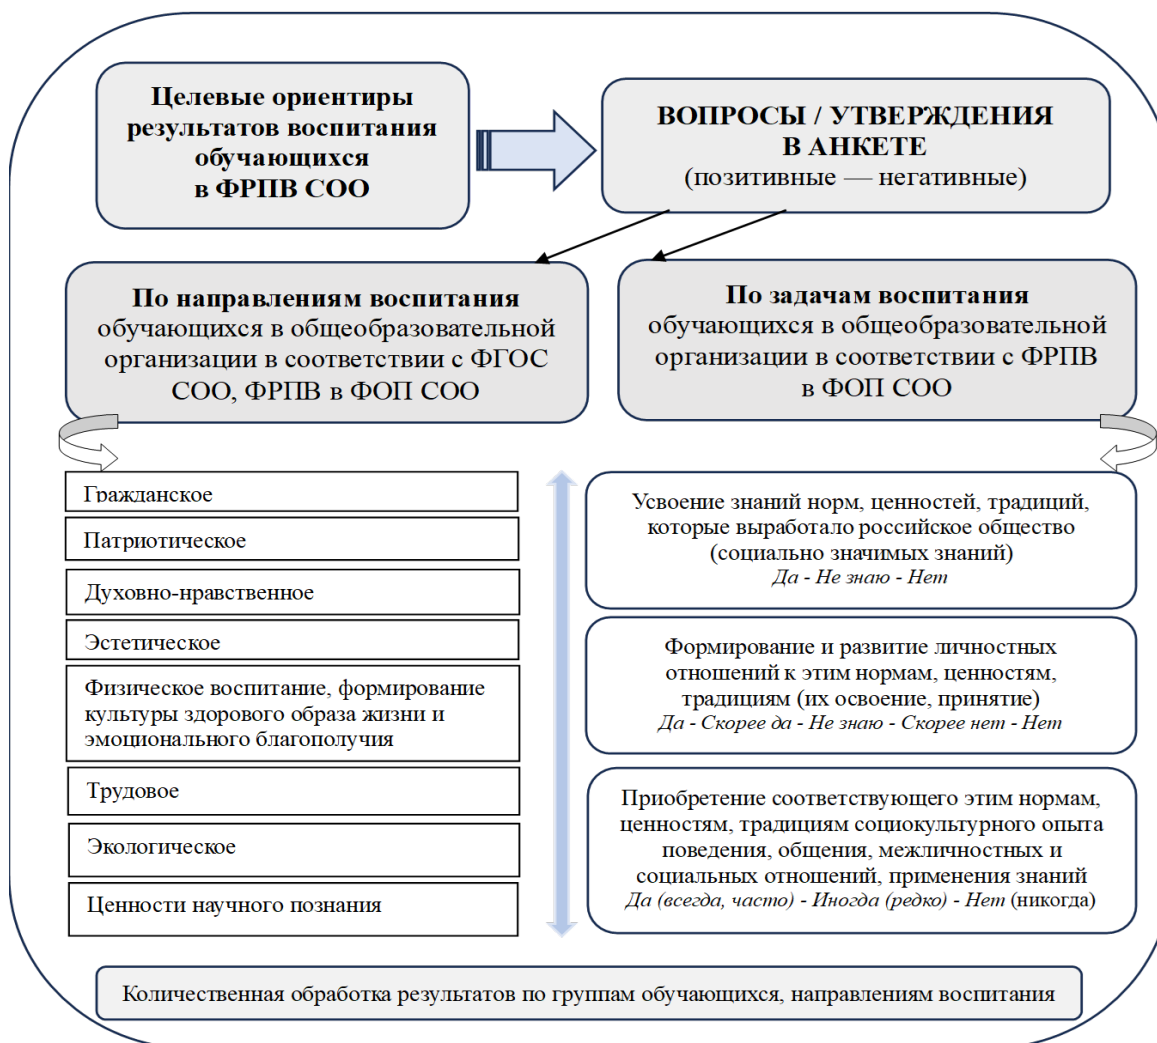 Целевые ориентиры
результатов воспитания
обучающихся
в ФРПВ СОО
ВОПРОСЫ / УТВЕРЖДЕНИЯ
В АНКЕТЕ
(позитивные — негативные)
По направлениям воспитания
обучающихся в общеобразовательной
организации в соответствии с ФГОС
СОО, ФРПВ в ФОП СОО
По задачам воспитания
обучающихся в общеобразовательной
организации в соответствии с ФРПВ
в ФОП СОО
Гражданское
Патриотическое
Духовно-нравственное
Эстетическое
Физическое воспитание, формирование
культуры здорового образа жизни и
эмоционального благополучия
Трудовое
Экологическое
Ценности научного познания
Усвоение знаний норм, ценностей, традиций,
которые выработало российское общество
(социально значимых знаний)
Да - Не знаю - Нет
Формирование и развитие личностных
отношений к этим нормам, ценностям,
традициям (их освоение, принятие)
Да - Скорее да - Не знаю - Скорее нет - Нет
Приобретение соответствующего этим нормам,
ценностям, традициям социокультурного опыта
поведения, общения, межличностных и
социальных отношений, применения знаний
Да (всегда, часто) - Иногда (редко) - Нет (никогда)
Количественная обработка результатов по группам обучающихся, направлениям воспитания